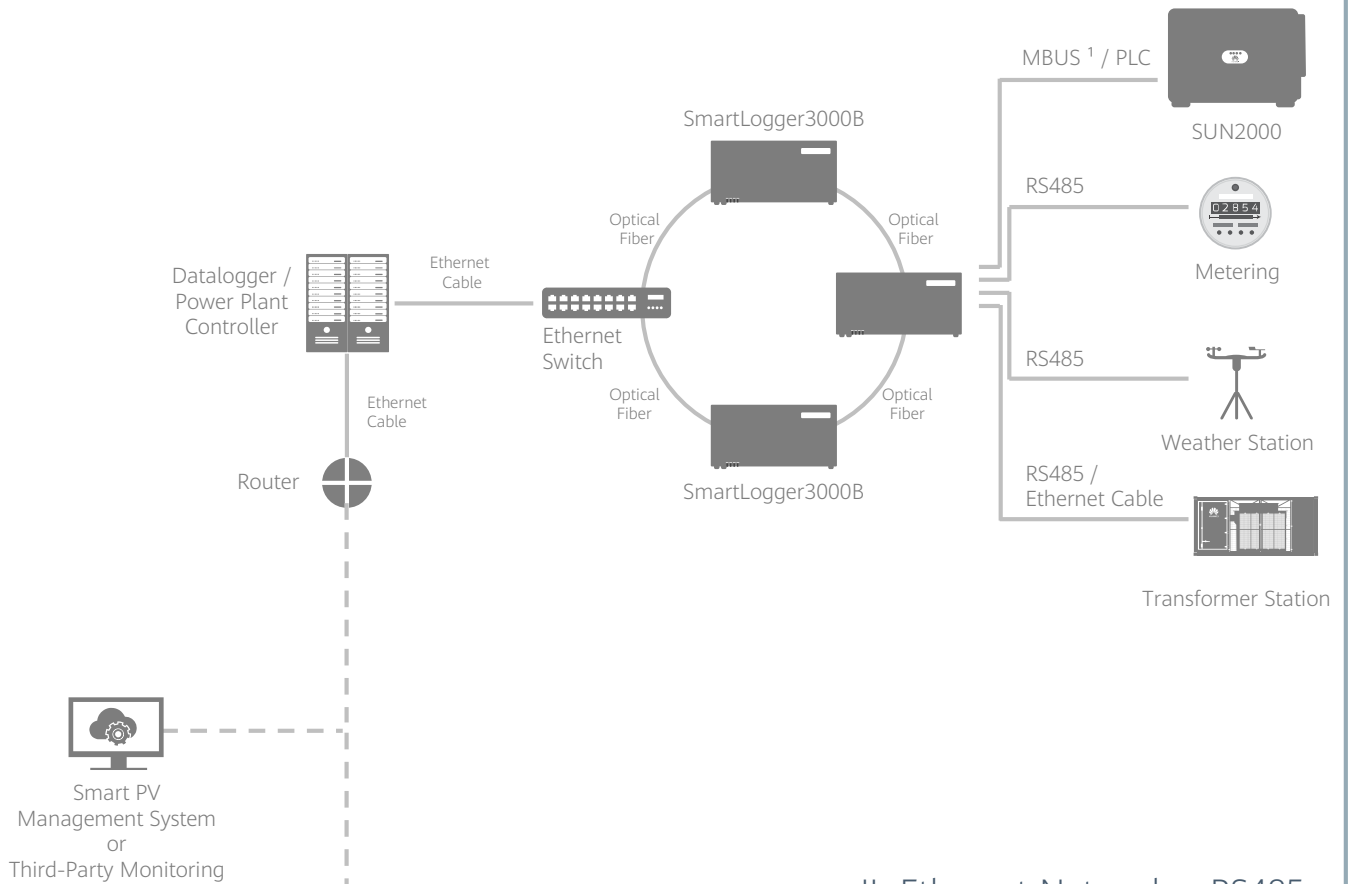 MBUS ¹ / PLC
SUN2000
SmartLogger3000B
RS485
02854
Metering
Optical
Fiber
Optical
Fiber
Datalogger /
Power Plant
Controller
Ethernet
Cable
Ethernet
Switch
RS485
Weather Station
Optical
Fiber
Optical
Fiber
Ethernet
Cable
Router
SmartLogger3000B
RS485 /
Ethernet Cable
Transformer Station
Smart PV
Management System
or
Third-Party Monitoring